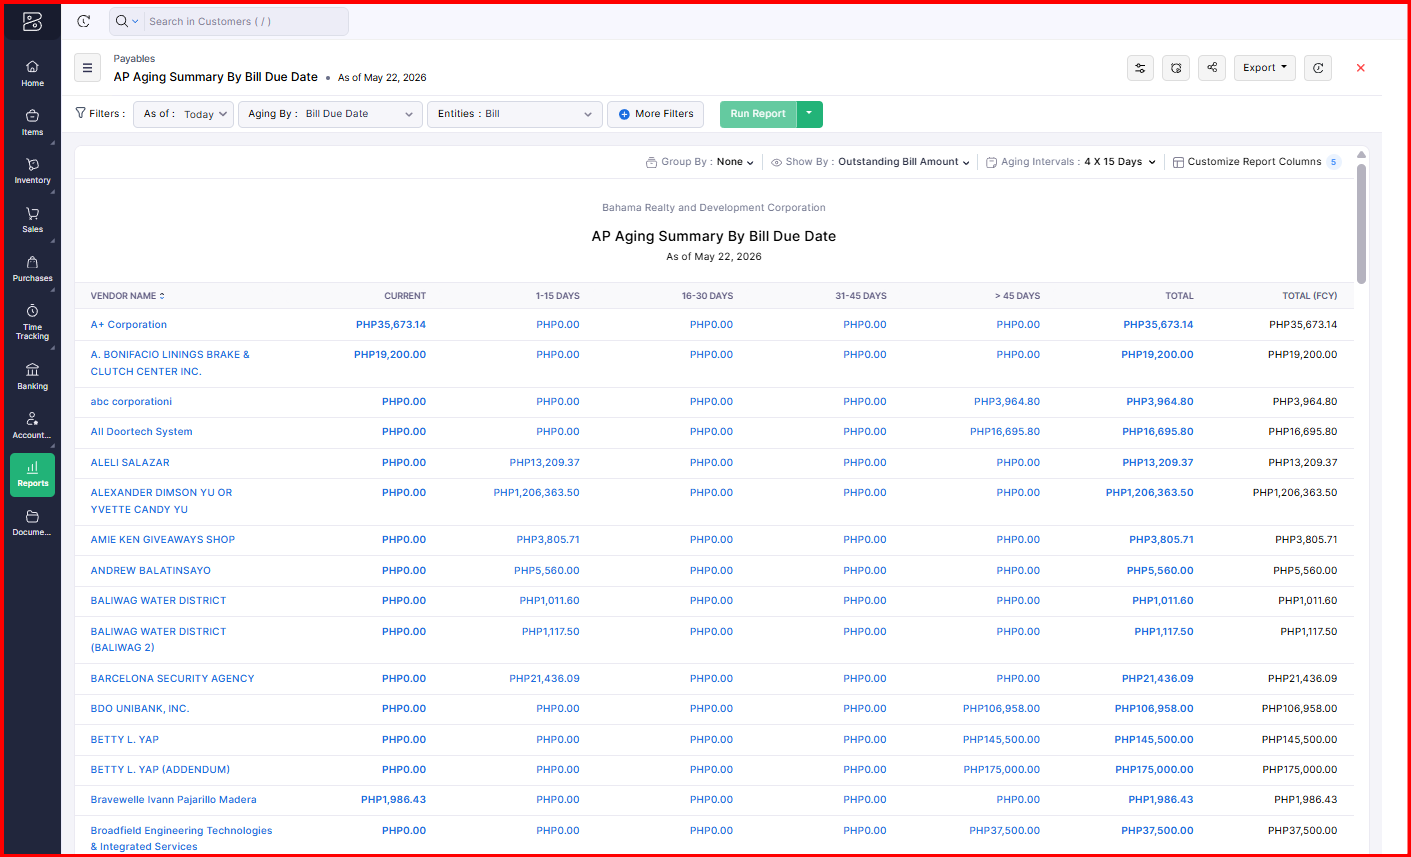 Search in Customers ( / )
Payables
AP Aging Summary By Bill Due Date • As of May 22, 2026
Export
Filters : As of : Today Aging By : Bill Due Date Entities : Bill More Filters Run Report
Home
Items
Inventory
Sales
Purchases
Time
Tracking
Banking
Account...
Reports
Docume...
Group By : None Show By : Outstanding Bill Amount Aging Intervals : 4 X 15 Days Customize Report Columns 5
Bahama Realty and Development Corporation
AP Aging Summary By Bill Due Date
As of May 22, 2026
VENDOR NAME CURRENT 1-15 DAYS 16-30 DAYS 31-45 DAYS > 45 DAYS TOTAL TOTAL (FCY)
A+ Corporation PHP35,673.14 PHP0.00 PHP0.00 PHP0.00 PHP0.00 PHP35,673.14 PHP35,673.14
A. BONIFACIO LININGS BRAKE & PHP19,200.00 PHP0.00 PHP0.00 PHP0.00 PHP0.00 PHP19,200.00 PHP19,200.00
CLUTCH CENTER INC.
abc corporationi PHP0.00 PHP0.00 PHP0.00 PHP0.00 PHP3,964.80 PHP3,964.80 PHP3,964.80
All Doortech System PHP0.00 PHP0.00 PHP0.00 PHP0.00 PHP16,695.80 PHP16,695.80 PHP16,695.80
ALELI SALAZAR PHP0.00 PHP13,209.37 PHP0.00 PHP0.00 PHP0.00 PHP13,209.37 PHP13,209.37
ALEXANDER DIMSON YU OR PHP0.00 PHP1,206,363.50 PHP0.00 PHP0.00 PHP0.00 PHP1,206,363.50 PHP1,206,363.50
YVETTE CANDY YU
AMIE KEN GIVEAWAYS SHOP PHP0.00 PHP3,805.71 PHP0.00 PHP0.00 PHP0.00 PHP3,805.71 PHP3,805.71
ANDREW BALATINSAYO PHP0.00 PHP5,560.00 PHP0.00 PHP0.00 PHP0.00 PHP5,560.00 PHP5,560.00
BALIWAG WATER DISTRICT PHP0.00 PHP1,011.60 PHP0.00 PHP0.00 PHP0.00 PHP1,011.60 PHP1,011.60
BALIWAG WATER DISTRICT PHP0.00 PHP1,117.50 PHP0.00 PHP0.00 PHP0.00 PHP1,117.50 PHP1,117.50
(BALIWAG 2)
BARCELONA SECURITY AGENCY PHP0.00 PHP21,436.09 PHP0.00 PHP0.00 PHP0.00 PHP21,436.09 PHP21,436.09
BDO UNIBANK, INC. PHP0.00 PHP0.00 PHP0.00 PHP0.00 PHP106,958.00 PHP106,958.00 PHP106,958.00
BETTY L. YAP PHP0.00 PHP0.00 PHP0.00 PHP0.00 PHP145,500.00 PHP145,500.00 PHP145,500.00
BETTY L. YAP (ADDENDUM) PHP0.00 PHP0.00 PHP0.00 PHP0.00 PHP175,000.00 PHP175,000.00 PHP175,000.00
Bravewelle Ivann Pajarillo Madera PHP1,986.43 PHP0.00 PHP0.00 PHP0.00 PHP0.00 PHP1,986.43 PHP1,986.43
Broadfield Engineering Technologies PHP0.00 PHP0.00 PHP0.00 PHP0.00 PHP37,500.00 PHP37,500.00 PHP37,500.00
& Integrated Services